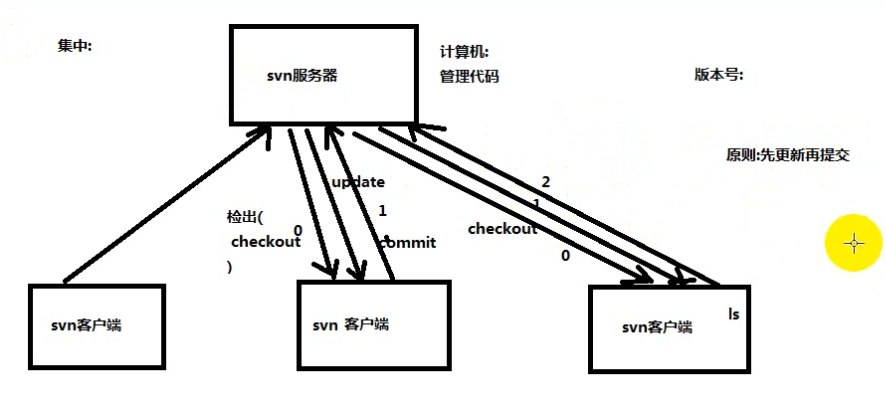 集中:
svn服务器
计算机:
管理代码
版本号:
原则:先更新再提交
update
检出(
checkout
)
0
1
commit
checkout
2
1
0
svn客户端
svn 客户端
svn客户端
ls